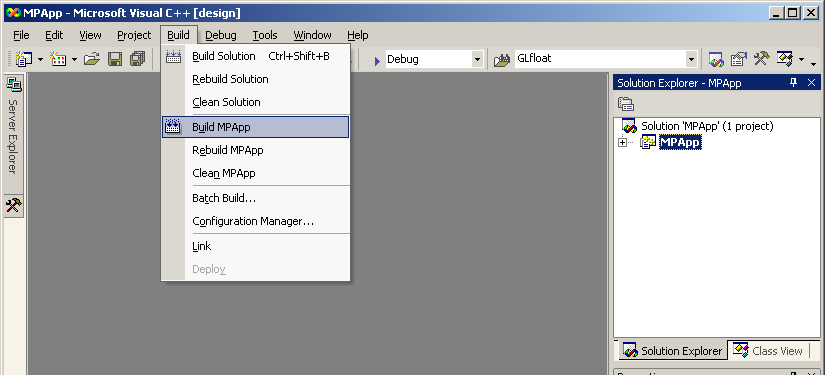 MPApp - Microsoft Visual C++ [design]
File Edit View Project Build Debug Tools Window Help
Debug GLfloat
Server Explorer
Build Solution Ctrl+Shift+B
Rebuild Solution
Clean Solution
Build MPApp
Rebuild MPApp
Clean MPApp
Batch Build...
Configuration Manager...
Link
Deploy
Solution Explorer - MPApp
Solution 'MPApp' (1 project)
MPApp
Solution Explorer Class View